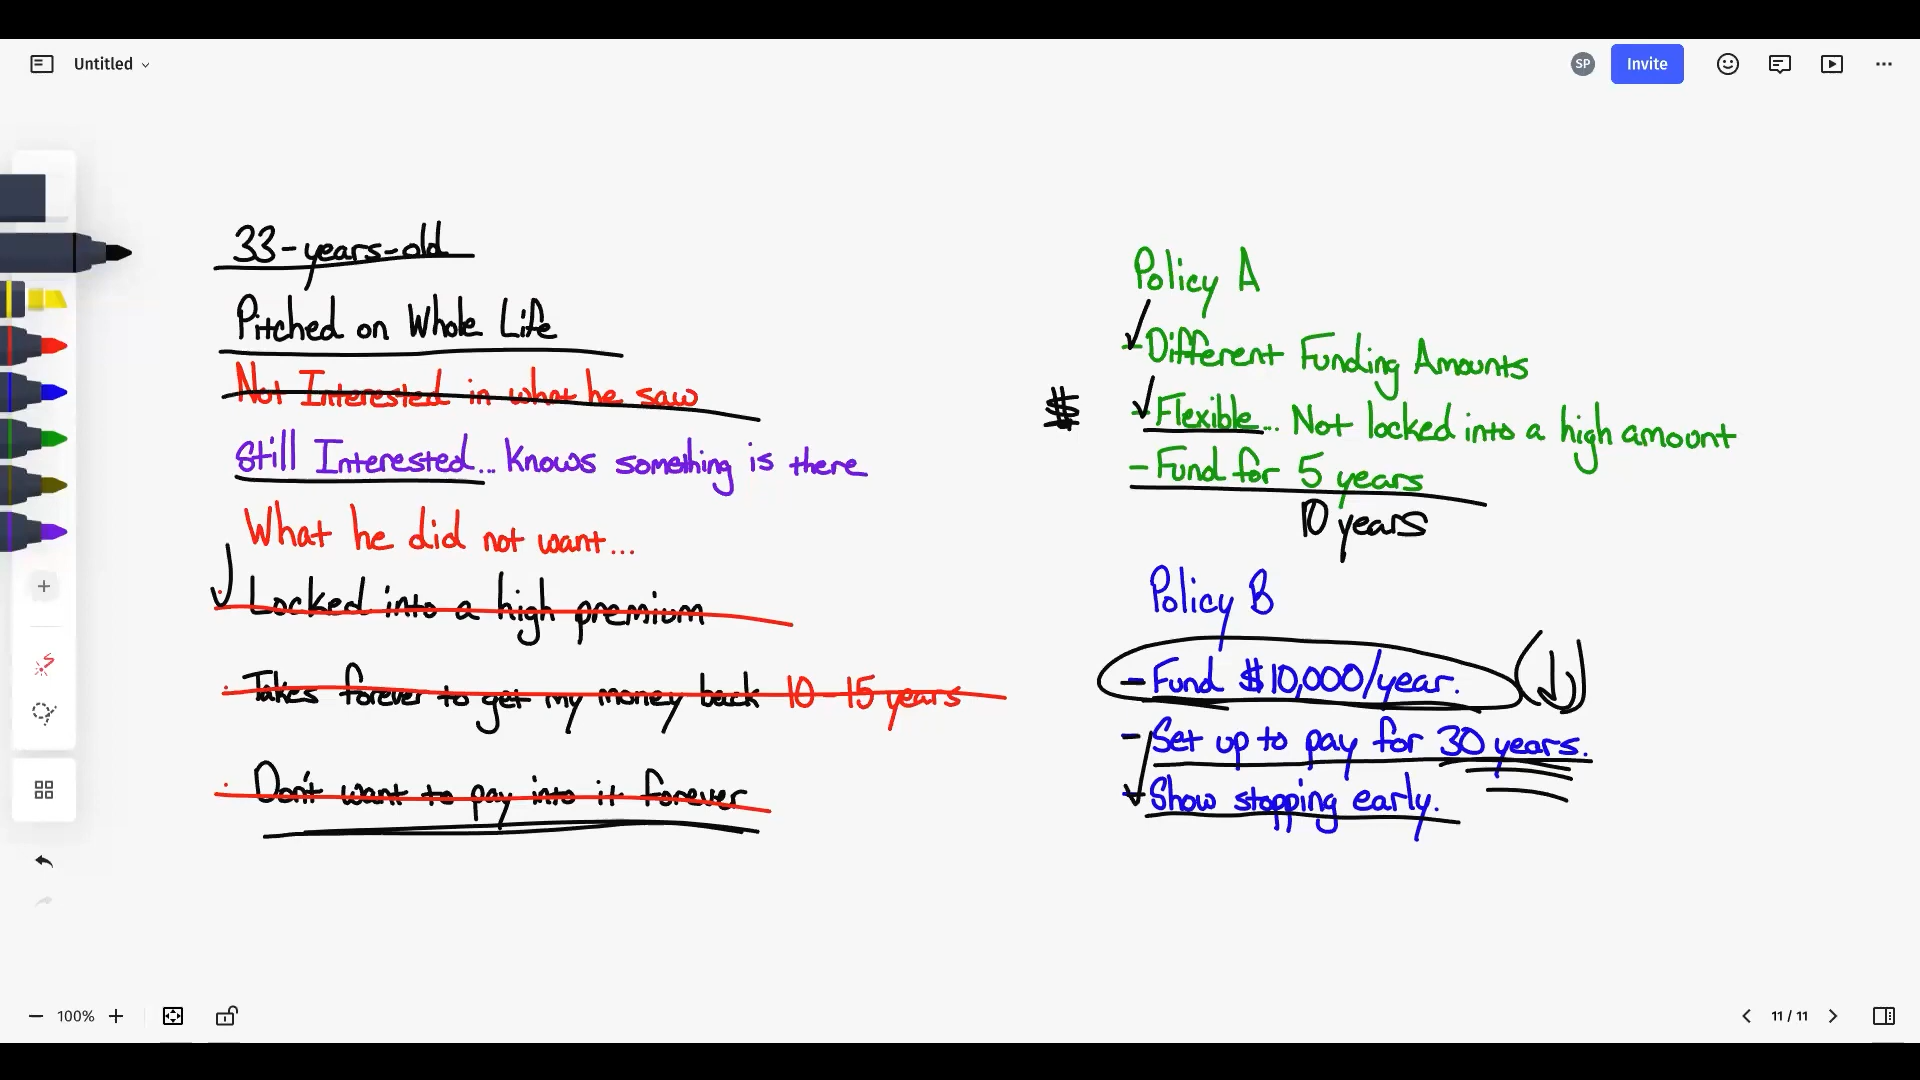 Untitled
SP
Invite
33-years-old
Pitched on Whole Life
Not Interested in what he saw
Still Interested... Knows something is there
What he did not want...
Locked into a high premium
Takes forever to get my money back 10-15 years
Don't want to pay into it forever
Policy A
- Different Funding Amounts
$
- Flexible... Not locked into a high amount
- Fund for 5 years
10 years
Policy B
- Fund $10,000/year.
- Set up to pay for 30 years.
- Show stopping early.
100%
11 / 11